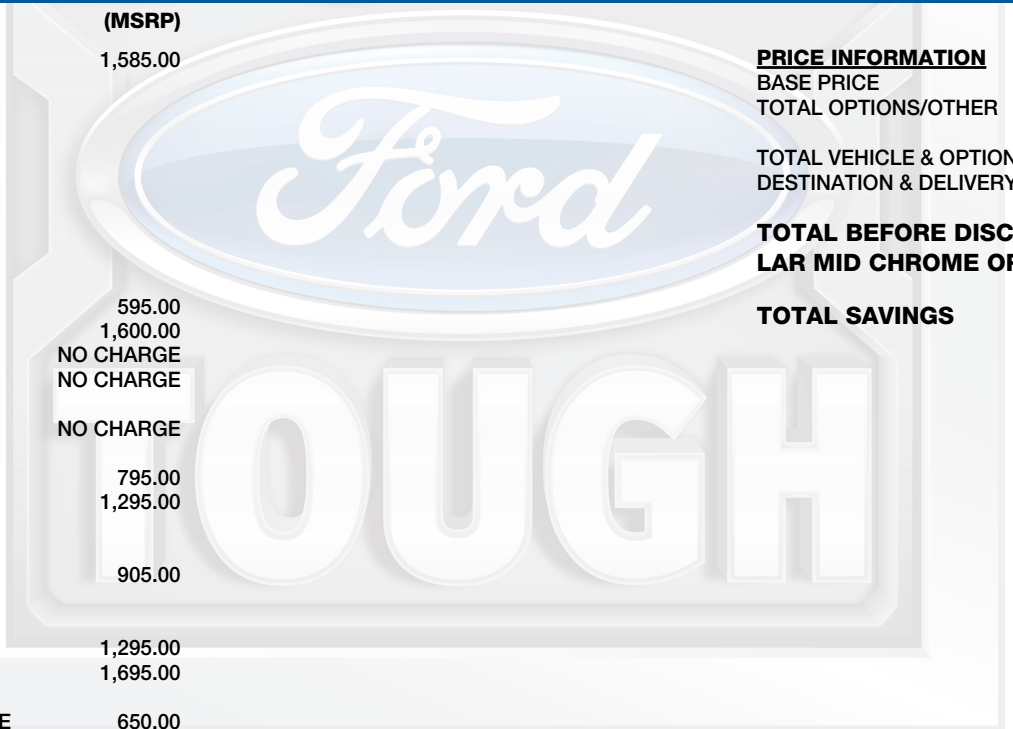 (MSRP)
1,585.00
595.00
1,600.00
NO CHARGE
NO CHARGE
NO CHARGE
795.00
1,295.00
905.00
1,295.00
1,695.00
E 650.00
PRICE INFORMATION
BASE PRICE
TOTAL OPTIONS/OTHER
TOTAL VEHICLE & OPTION
DESTINATION & DELIVERY
TOTAL BEFORE DISC
LAR MID CHROME OF
TOTAL SAVINGS
Ford
TOUGH